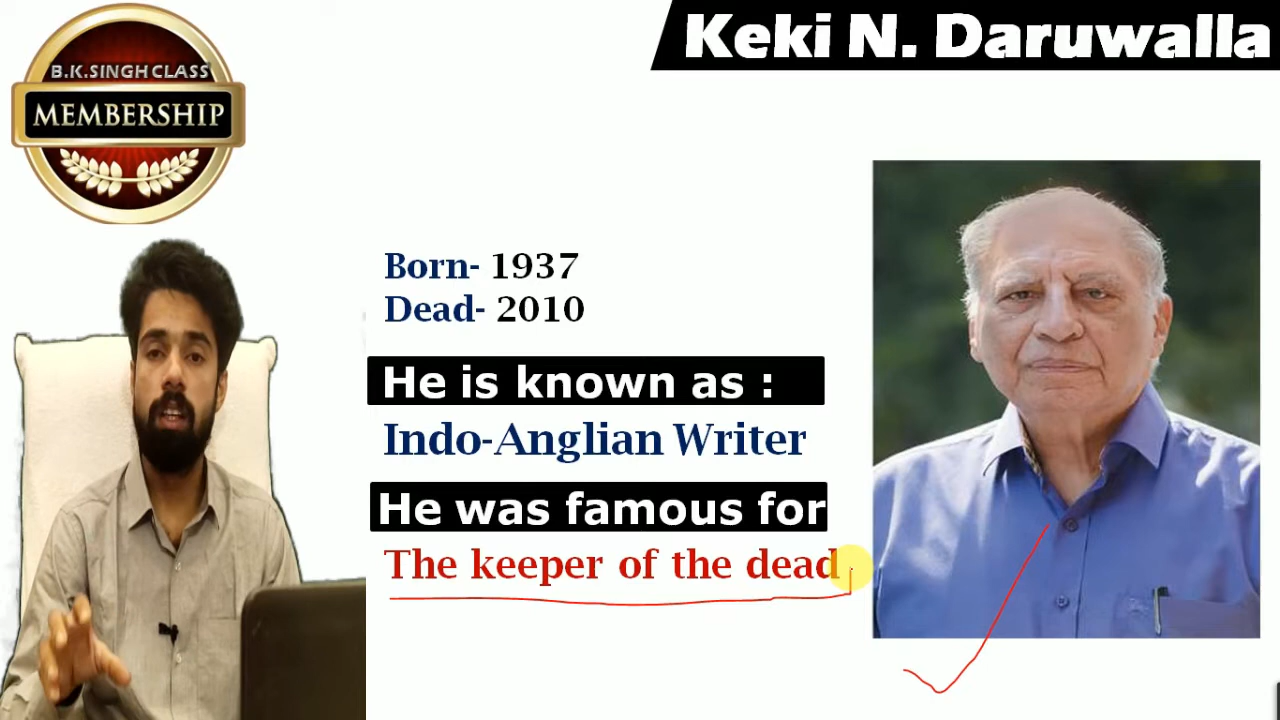 Keki N. Daruwalla
B.K.SINGH CLASS
MEMBERSHIP
Born- 1937
Dead- 2010
He is known as :
Indo-Anglian Writer
He was famous for
The keeper of the dead